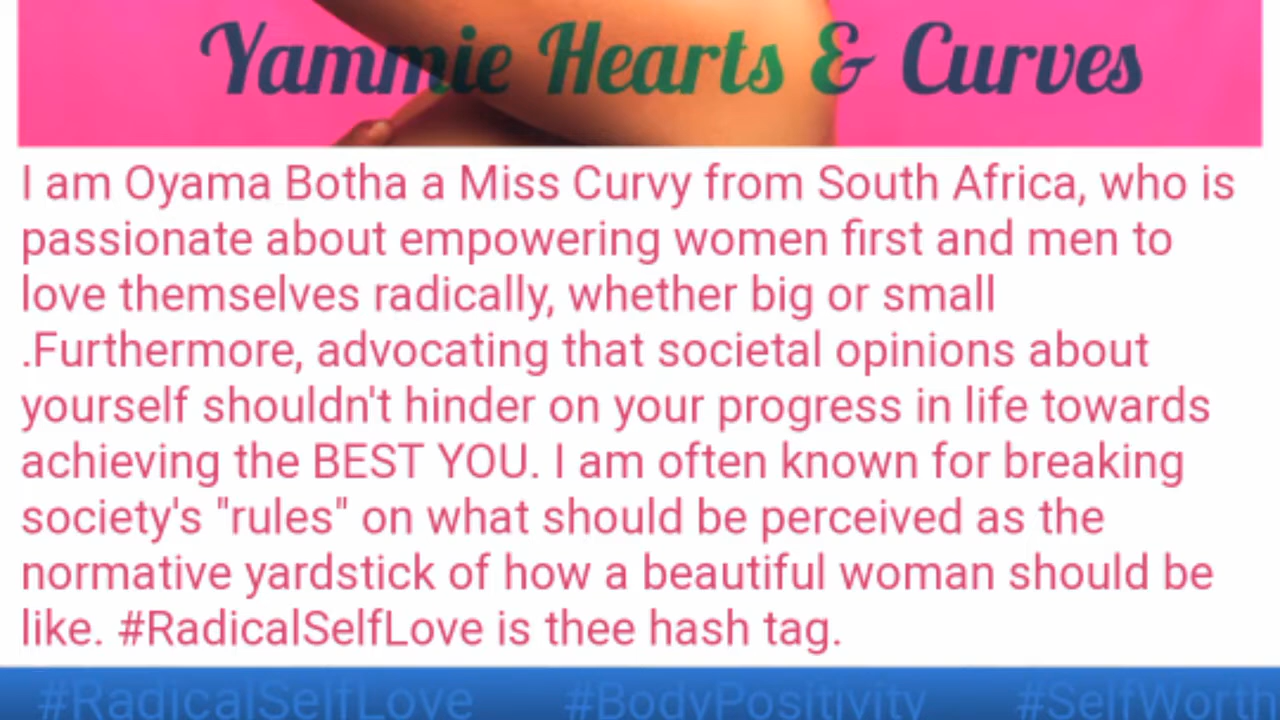 Yammie Hearts & Curves
I am Oyama Botha a Miss Curvy from South Africa, who is
passionate about empowering women first and men to
love themselves radically, whether big or small
.Furthermore, advocating that societal opinions about
yourself shouldn't hinder on your progress in life towards
achieving the BEST YOU. I am often known for breaking
society's "rules" on what should be perceived as the
normative yardstick of how a beautiful woman should be
like. #RadicalSelfLove is thee hash tag.
#RadicalSelfLove #BodyPositivity #SelfWorth